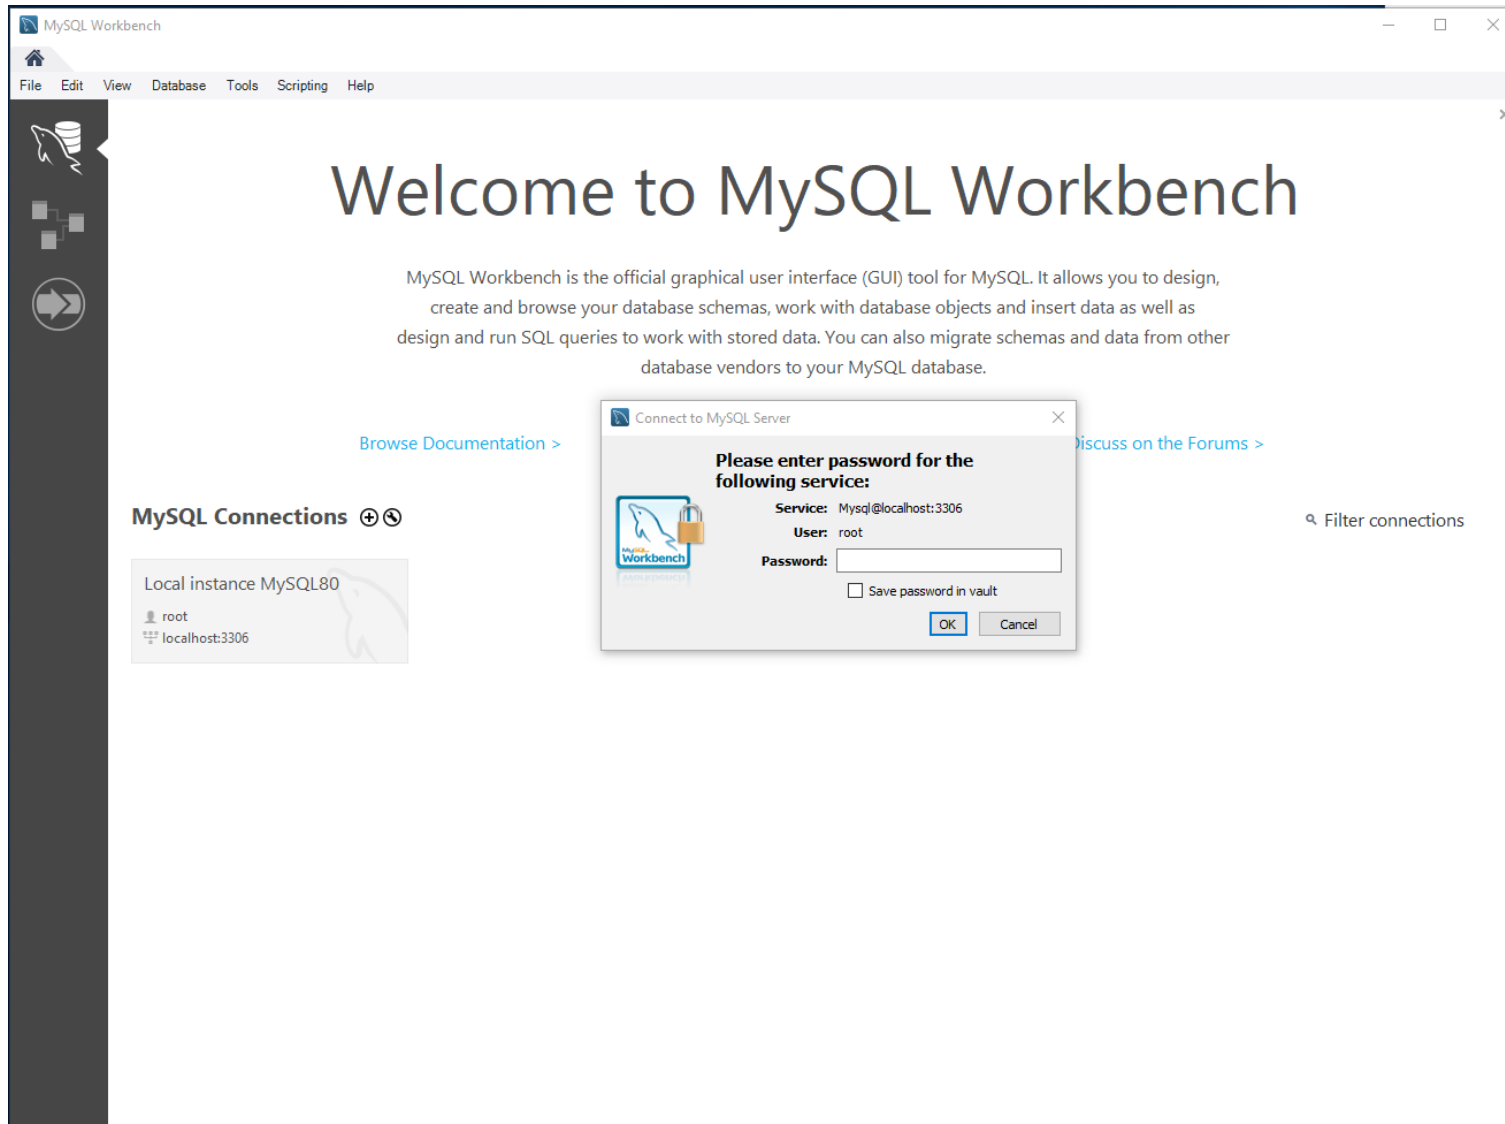 MySQL Workbench
File Edit View Database Tools Scripting Help
Welcome to MySQL Workbench
MySQL Workbench is the official graphical user interface (GUI) tool for MySQL. It allows you to design,
create and browse your database schemas, work with database objects and insert data as well as
design and run SQL queries to work with stored data. You can also migrate schemas and data from other
database vendors to your MySQL database.
Browse Documentation >
Discuss on the Forums >
Connect to MySQL Server
Please enter password for the
following service:
Service: Mysql@localhost:3306
User: root
Password:
Save password in vault
OK Cancel
MySQL
Workbench
MySQL Connections
Filter connections
Local instance MySQL80
root
localhost:3306